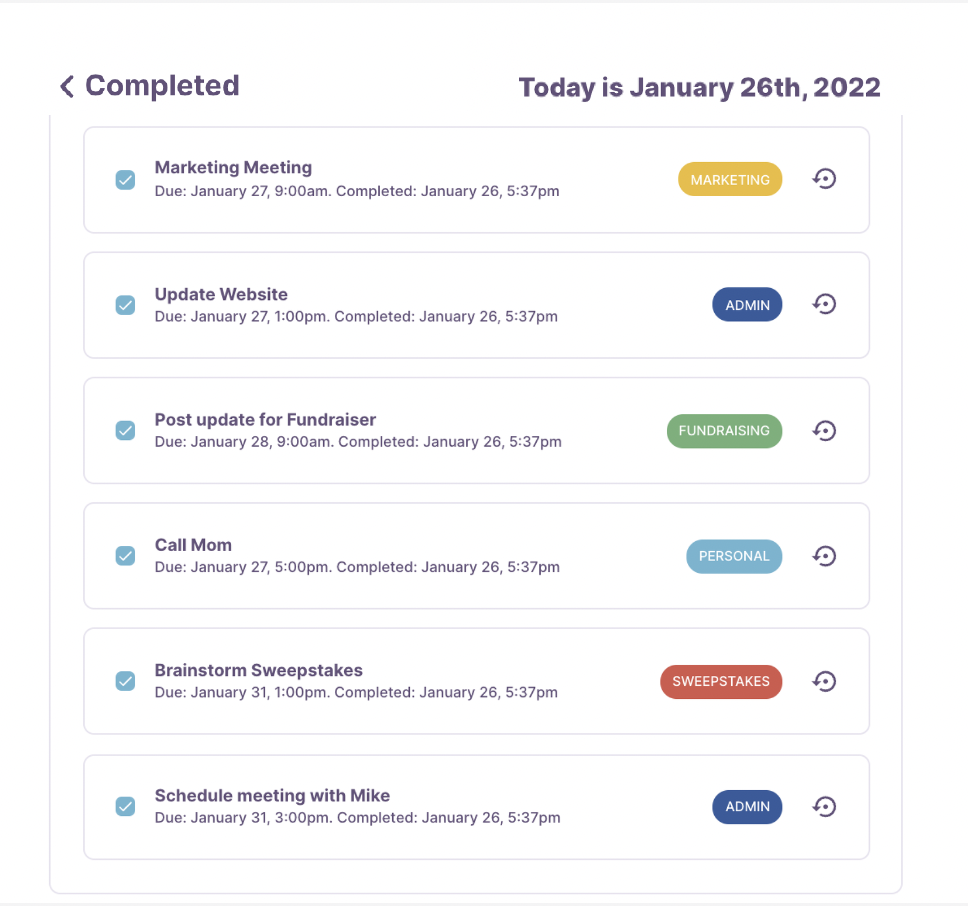 Completed
Today is January 26th, 2022
Marketing Meeting
Due: January 27, 9:00am. Completed: January 26, 5:37pm
MARKETING
Update Website
Due: January 27, 1:00pm. Completed: January 26, 5:37pm
ADMIN
Post update for Fundraiser
Due: January 28, 9:00am. Completed: January 26, 5:37pm
FUNDRAISING
Call Mom
Due: January 27, 5:00pm. Completed: January 26, 5:37pm
PERSONAL
Brainstorm Sweepstakes
Due: January 31, 1:00pm. Completed: January 26, 5:37pm
SWEEPSTAKES
Schedule meeting with Mike
Due: January 31, 3:00pm. Completed: January 26, 5:37pm
ADMIN